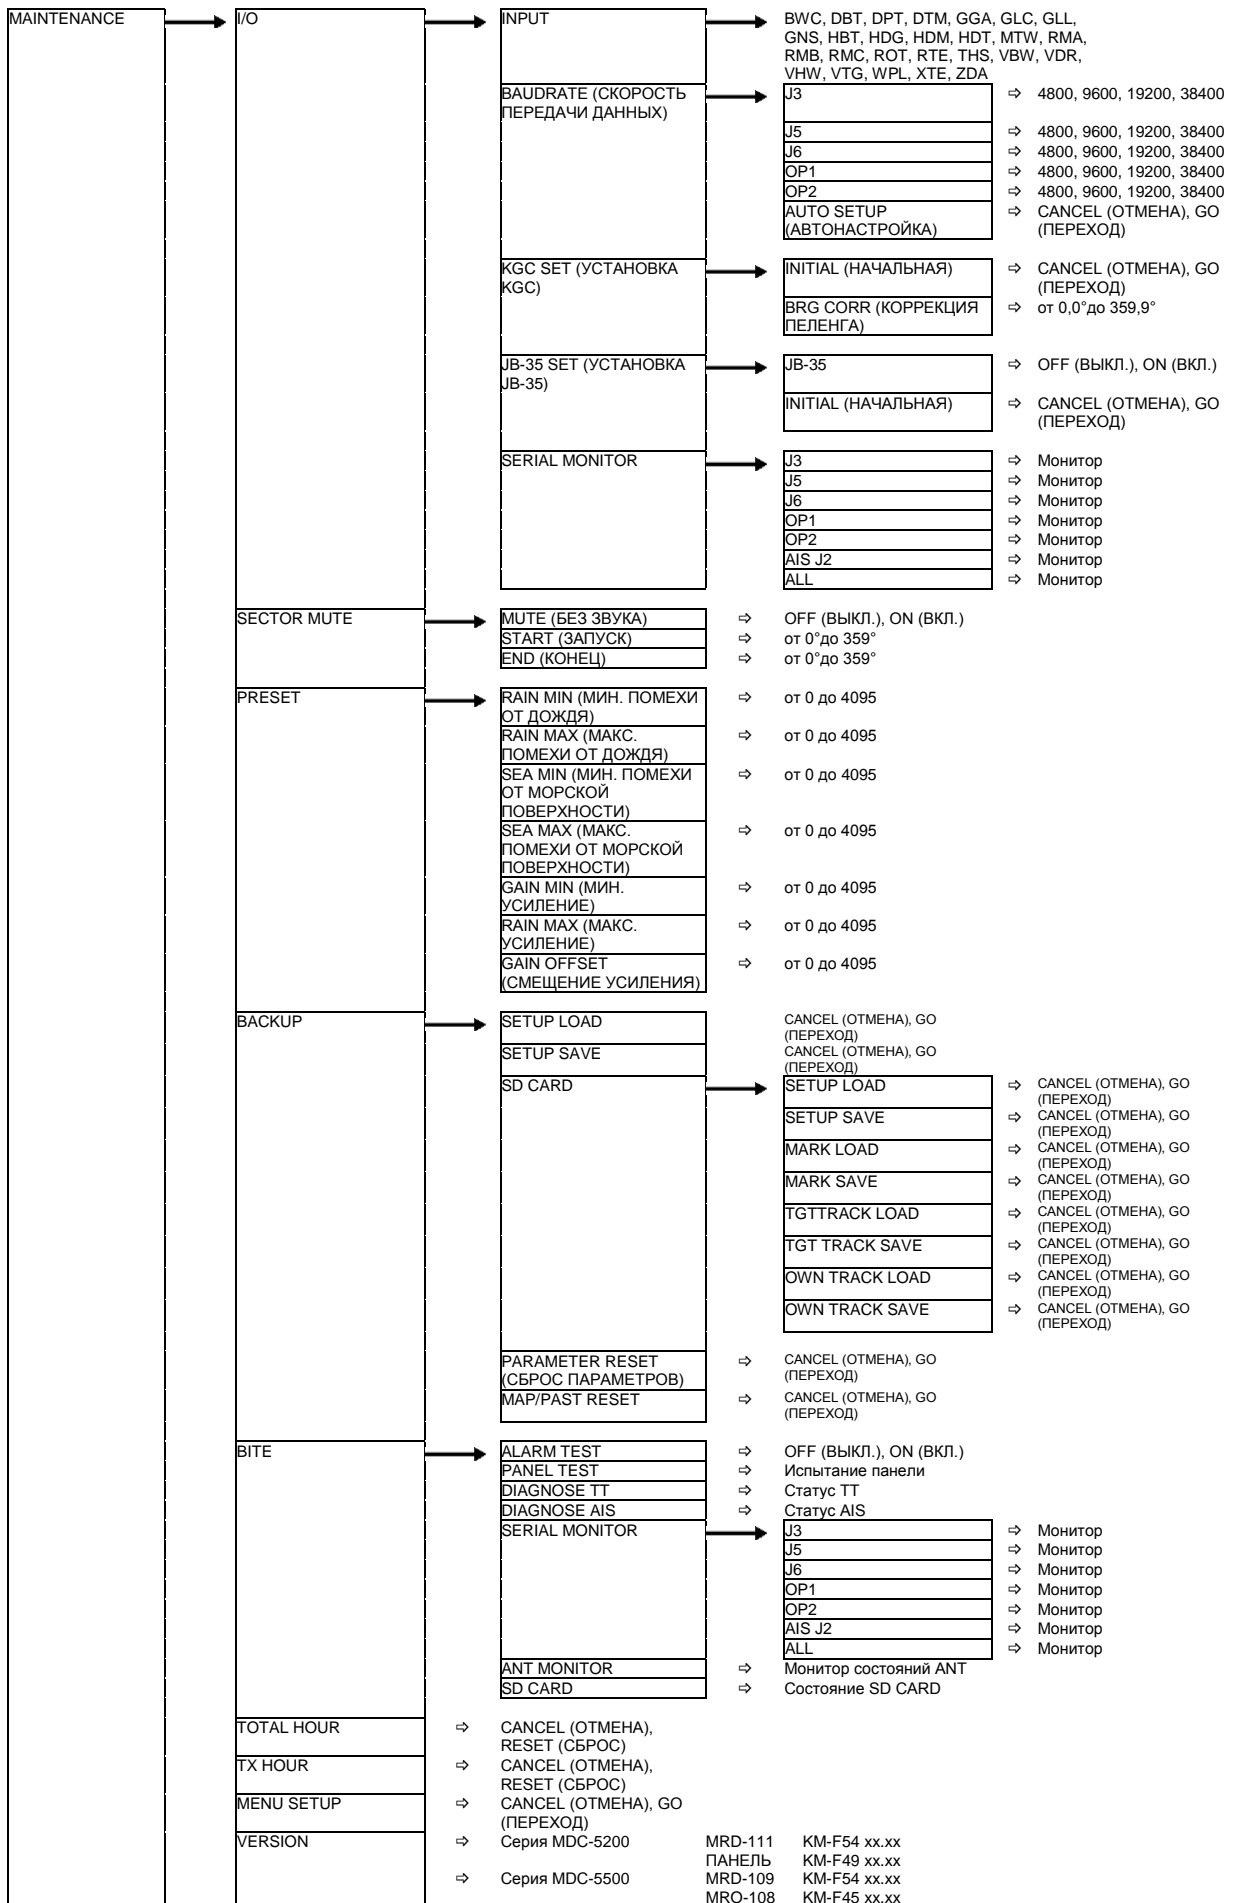 MAINTENANCE
I/O
INPUT
BWC, DBT, DPT, DTM, GGA, GLC, GLL,
GNS, HBT, HDG, HDM, HDT, MTW, RMA,
RMB, RMC, ROT, RTE, THS, VBW, VDR,
VHW, VTG, WPL, XTE, ZDA
BAUDRATE (СКОРОСТЬ
ПЕРЕДАЧИ ДАННЫХ)
J3 ⇨ 4800, 9600, 19200, 38400
J5 ⇨ 4800, 9600, 19200, 38400
J6 ⇨ 4800, 9600, 19200, 38400
OP1 ⇨ 4800, 9600, 19200, 38400
OP2 ⇨ 4800, 9600, 19200, 38400
AUTO SETUP
(АВТОНАСТРОЙКА)
⇨ CANCEL (ОТМЕНА), GO
(ПЕРЕХОД)
KGC SET (УСТАНОВКА
KGC)
INITIAL (НАЧАЛЬНАЯ)
⇨ CANCEL (ОТМЕНА), GO
(ПЕРЕХОД)
BRG CORR (КОРРЕКЦИЯ
ПЕЛЕНГА)
⇨ от 0,0°до 359,9°
JB-35 SET (УСТАНОВКА
JB-35)
JB-35 ⇨ OFF (ВЫКЛ.), ON (ВКЛ.)
INITIAL (НАЧАЛЬНАЯ)
⇨ CANCEL (ОТМЕНА), GO
(ПЕРЕХОД)
SERIAL MONITOR
J3 ⇨ Монитор
J5 ⇨ Монитор
J6 ⇨ Монитор
OP1 ⇨ Монитор
OP2 ⇨ Монитор
AIS J2 ⇨ Монитор
ALL ⇨ Монитор
SECTOR MUTE
MUTE (БЕЗ ЗВУКА) ⇨ OFF (ВЫКЛ.), ON (ВКЛ.)
START (ЗАПУСК) ⇨ от 0°до 359°
END (КОНЕЦ) ⇨ от 0°до 359°
PRESET
RAIN MIN (МИН. ПОМЕХИ
ОТ ДОЖДЯ)
⇨ от 0 до 4095
RAIN MAX (МАКС.
ПОМЕХИ ОТ ДОЖДЯ)
⇨ от 0 до 4095
SEA MIN (МИН. ПОМЕХИ
ОТ МОРСКОЙ
ПОВЕРХНОСТИ)
⇨ от 0 до 4095
SEA MAX (МАКС.
ПОМЕХИ ОТ МОРСКОЙ
ПОВЕРХНОСТИ)
⇨ от 0 до 4095
GAIN MIN (МИН.
УСИЛЕНИЕ)
⇨ от 0 до 4095
RAIN MAX (МАКС.
УСИЛЕНИЕ)
⇨ от 0 до 4095
GAIN OFFSET
(СМЕЩЕНИЕ УСИЛЕНИЯ)
⇨ от 0 до 4095
BACKUP
SETUP LOAD
CANCEL (ОТМЕНА), GO
(ПЕРЕХОД)
SETUP SAVE
CANCEL (ОТМЕНА), GO
(ПЕРЕХОД)
SD CARD
SETUP LOAD
⇨ CANCEL (ОТМЕНА), GO
(ПЕРЕХОД)
SETUP SAVE
⇨ CANCEL (ОТМЕНА), GO
(ПЕРЕХОД)
MARK LOAD
⇨ CANCEL (ОТМЕНА), GO
(ПЕРЕХОД)
MARK SAVE
⇨ CANCEL (ОТМЕНА), GO
(ПЕРЕХОД)
TGTTRACK LOAD
⇨ CANCEL (ОТМЕНА), GO
(ПЕРЕХОД)
TGT TRACK SAVE
⇨ CANCEL (ОТМЕНА), GO
(ПЕРЕХОД)
OWN TRACK LOAD
⇨ CANCEL (ОТМЕНА), GO
(ПЕРЕХОД)
OWN TRACK SAVE
⇨ CANCEL (ОТМЕНА), GO
(ПЕРЕХОД)
PARAMETER RESET
(СБРОС ПАРАМЕТРОВ)
⇨ CANCEL (ОТМЕНА), GO
(ПЕРЕХОД)
MAP/PAST RESET
⇨ CANCEL (ОТМЕНА), GO
(ПЕРЕХОД)
BITE
ALARM TEST ⇨ OFF (ВЫКЛ.), ON (ВКЛ.)
PANEL TEST ⇨ Испытание панели
DIAGNOSE TT ⇨ Статус ТТ
DIAGNOSE AIS ⇨ Статус AIS
SERIAL MONITOR
J3 ⇨ Монитор
J5 ⇨ Монитор
J6 ⇨ Монитор
OP1 ⇨ Монитор
OP2 ⇨ Монитор
AIS J2 ⇨ Монитор
ALL ⇨ Монитор
ANT MONITOR ⇨ Монитор состояний ANT
SD CARD ⇨ Состояние SD CARD
TOTAL HOUR
⇨ CANCEL (ОТМЕНА),
RESET (СБРОС)
TX HOUR
⇨ CANCEL (ОТМЕНА),
RESET (СБРОС)
MENU SETUP
⇨ CANCEL (ОТМЕНА), GO
(ПЕРЕХОД)
VERSION
⇨ Серия MDC-5200 MRD-111 KM-F54 xx.xx
ПАНЕЛЬ KM-F49 xx.xx
⇨ Серия MDC-5500 MRD-109 KM-F54 xx.xx
MRO-108 KM-F45 xx.xx